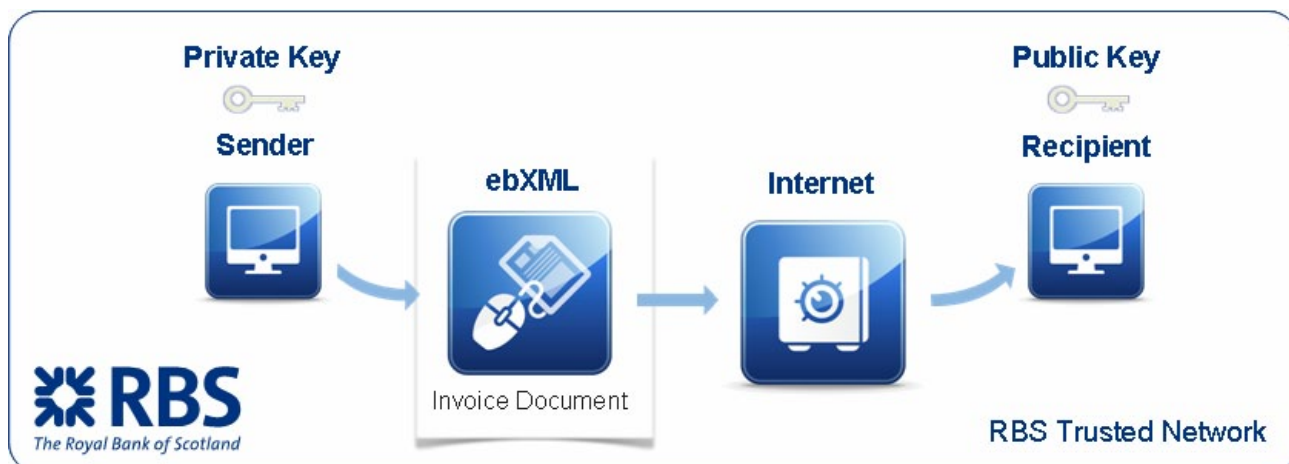 Private Key
Public Key
Sender
Recipient
ebXML
Internet
Invoice Document
RBS
The Royal Bank of Scotland
RBS Trusted Network